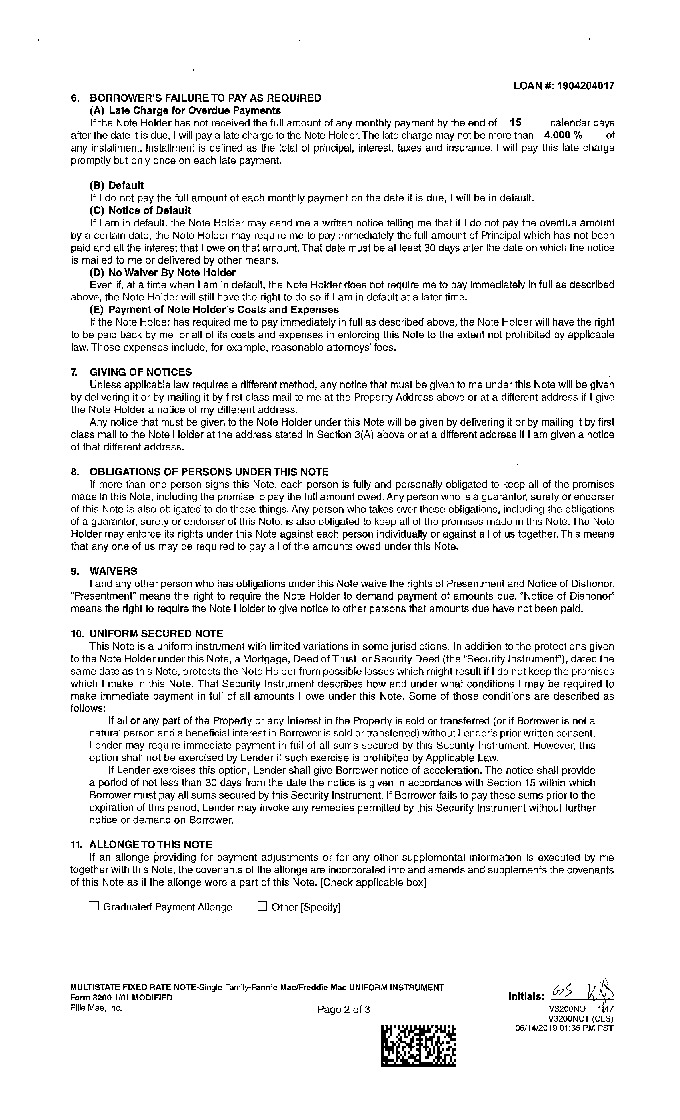 LOAN #: 1904204017
6. BORROWER'S FAILURE TO PAY AS REQUIRED
(A) Late Charge for Overdue Payments
If the Note Holder has not received the full amount of any monthly payment by the end of 15 calendar days
after the date it is due, I will pay a late charge to the Note Holder. The late charge may not be more than 4.000 % of
any installment. Installment is defined as the total of principal, interest, taxes and insurance. I will pay this late charge
promptly but only once on each late payment.
(B) Default
If I do not pay the full amount of each monthly payment on the date it is due, I will be in default.
(C) Notice of Default
If I am in default, the Note Holder may send me a written notice telling me that if I do not pay the overdue amount
by a certain date, the Note Holder may require me to pay immediately the full amount of Principal which has not been
paid and all the interest that I owe on that amount. That date must be at least 30 days after the date on which the notice
is mailed to me or delivered by other means.
(D) No Waiver By Note Holder
Even if, at a time when I am in default, the Note Holder does not require me to pay immediately in full as described
above, the Note Holder will still have the right to do so if I am in default at a later time.
(E) Payment of Note Holder's Costs and Expenses
If the Note Holder has required me to pay immediately in full as described above, the Note Holder will have the right
to be paid back by me for all of its costs and expenses in enforcing this Note to the extent not prohibited by applicable
law. Those expenses include, for example, reasonable attorneys' fees.
7. GIVING OF NOTICES
Unless applicable law requires a different method, any notice that must be given to me under this Note will be given
by delivering it or by mailing it by first class mail to me at the Property Address above or at a different address if I give
the Note Holder a notice of my different address.
Any notice that must be given to the Note Holder under this Note will be given by delivering it or by mailing it by first
class mail to the Note Holder at the address stated in Section 3(A) above or at a different address if I am given a notice
of that different address.
8. OBLIGATIONS OF PERSONS UNDER THIS NOTE
If more than one person signs this Note, each person is fully and personally obligated to keep all of the promises
made in this Note, including the promise to pay the full amount owed. Any person who is a guarantor, surety or endorser
of this Note is also obligated to do these things. Any person who takes over these obligations, including the obligations
of a guarantor, surety or endorser of this Note, is also obligated to keep all of the promises made in this Note. The Note
Holder may enforce its rights under this Note against each person individually or against all of us together. This means
that any one of us may be required to pay all of the amounts owed under this Note.
9. WAIVERS
I and any other person who has obligations under this Note waive the rights of Presentment and Notice of Dishonor.
"Presentment" means the right to require the Note Holder to demand payment of amounts due. "Notice of Dishonor"
means the right to require the Note Holder to give notice to other persons that amounts due have not been paid.
10. UNIFORM SECURED NOTE
This Note is a uniform instrument with limited variations in some jurisdictions. In addition to the protections given
to the Note Holder under this Note, a Mortgage, Deed of Trust, or Security Deed (the "Security Instrument"), dated the
same date as this Note, protects the Note Holder from possible losses which might result if I do not keep the promises
which I make in this Note. That Security Instrument describes how and under what conditions I may be required to
make immediate payment in full of all amounts I owe under this Note. Some of those conditions are described as
follows:
If all or any part of the Property or any Interest in the Property is sold or transferred (or if Borrower is not a
natural person and a beneficial interest in Borrower is sold or transferred) without Lender's prior written consent,
Lender may require immediate payment in full of all sums secured by this Security Instrument. However, this
option shall not be exercised by Lender if such exercise is prohibited by Applicable Law.
If Lender exercises this option, Lender shall give Borrower notice of acceleration. The notice shall provide
a period of not less than 30 days from the date the notice is given in accordance with Section 15 within which
Borrower must pay all sums secured by this Security Instrument. If Borrower fails to pay these sums prior to the
expiration of this period, Lender may invoke any remedies permitted by this Security Instrument without further
notice or demand on Borrower.
11. ALLONGE TO THIS NOTE
If an allonge providing for payment adjustments or for any other supplemental information is executed by me
together with this Note, the covenants of the allonge are incorporated into and amends and supplements the covenants
of this Note as if the allonge were a part of this Note. [Check applicable box]
Graduated Payment Allonge Other [Specify]
MULTISTATE FIXED RATE NOTE-Single Family-Fannie Mae/Freddie Mac UNIFORM INSTRUMENT
Form 3200 1/01 MODIFIED
Ellie Mae, Inc.
Page 2 of 3
Initials: GS
V3200NO
V3200NOT (CLS)
06/14/2019 01:35 PM PST